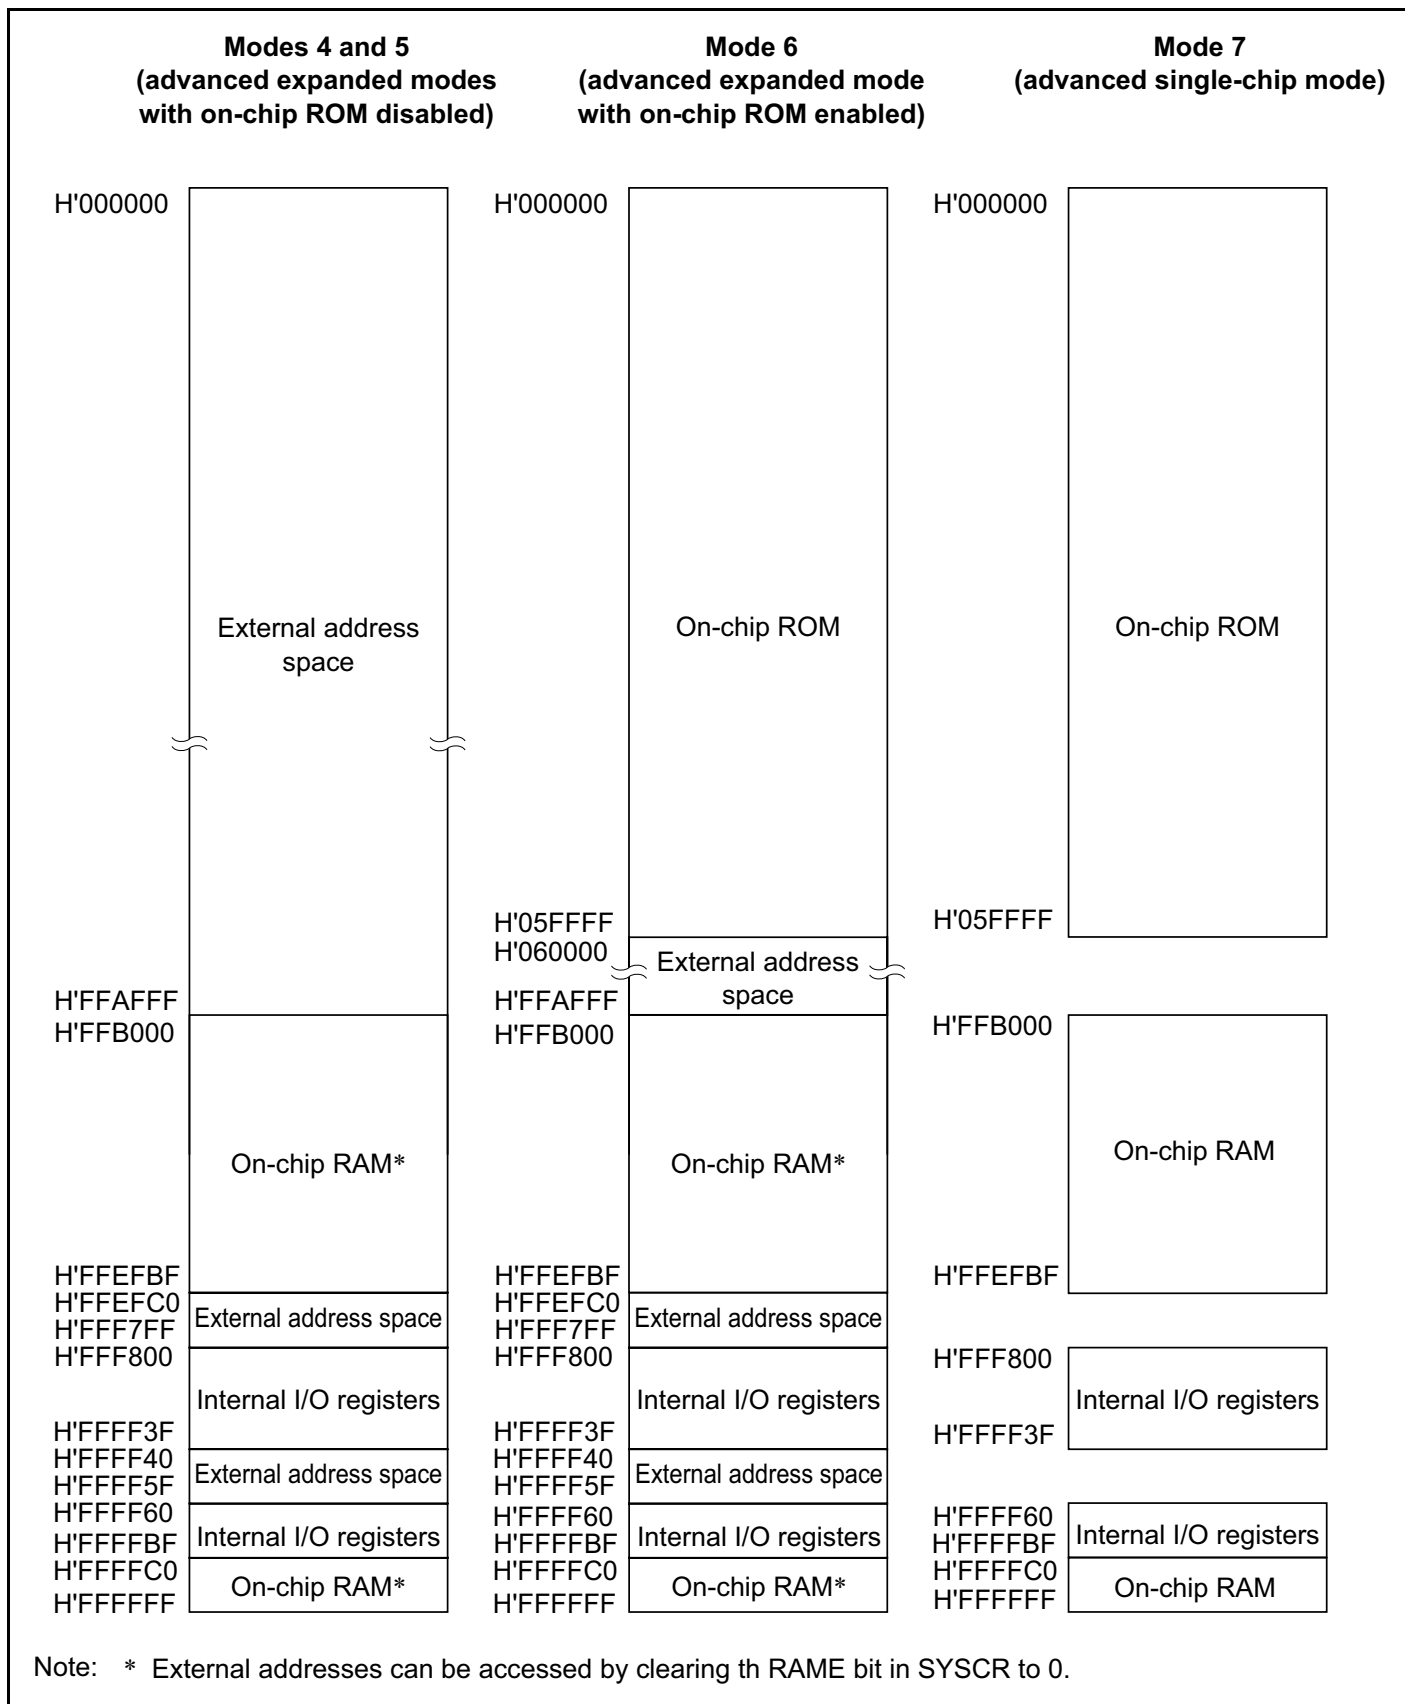 Modes 4 and 5
(advanced expanded modes
with on-chip ROM disabled)
H'000000
External address
space
H'FFAFFF
H'FFB000
On-chip RAM*
H'FFEFBF
H'FFEFC0
External address space
H'FFF7FF
H'FFF800
Internal I/O registers
H'FFFF3F
H'FFFF40
External address space
H'FFFF5F
H'FFFF60
Internal I/O registers
H'FFFFBF
H'FFFFC0
On-chip RAM*
H'FFFFFF
Mode 6
(advanced expanded mode
with on-chip ROM enabled)
H'000000
On-chip ROM
H'05FFFF
H'060000
External address
space
H'FFAFFF
H'FFB000
On-chip RAM*
H'FFEFBF
H'FFEFC0
External address space
H'FFF7FF
H'FFF800
Internal I/O registers
H'FFFF3F
H'FFFF40
External address space
H'FFFF5F
H'FFFF60
Internal I/O registers
H'FFFFBF
H'FFFFC0
On-chip RAM*
H'FFFFFF
Mode 7
(advanced single-chip mode)
H'000000
On-chip ROM
H'05FFFF
H'FFB000
On-chip RAM
H'FFEFBF
H'FFF800
Internal I/O registers
H'FFFF3F
H'FFFF60
Internal I/O registers
H'FFFFBF
H'FFFFC0
On-chip RAM
H'FFFFFF
Note: * External addresses can be accessed by clearing th RAME bit in SYSCR to 0.